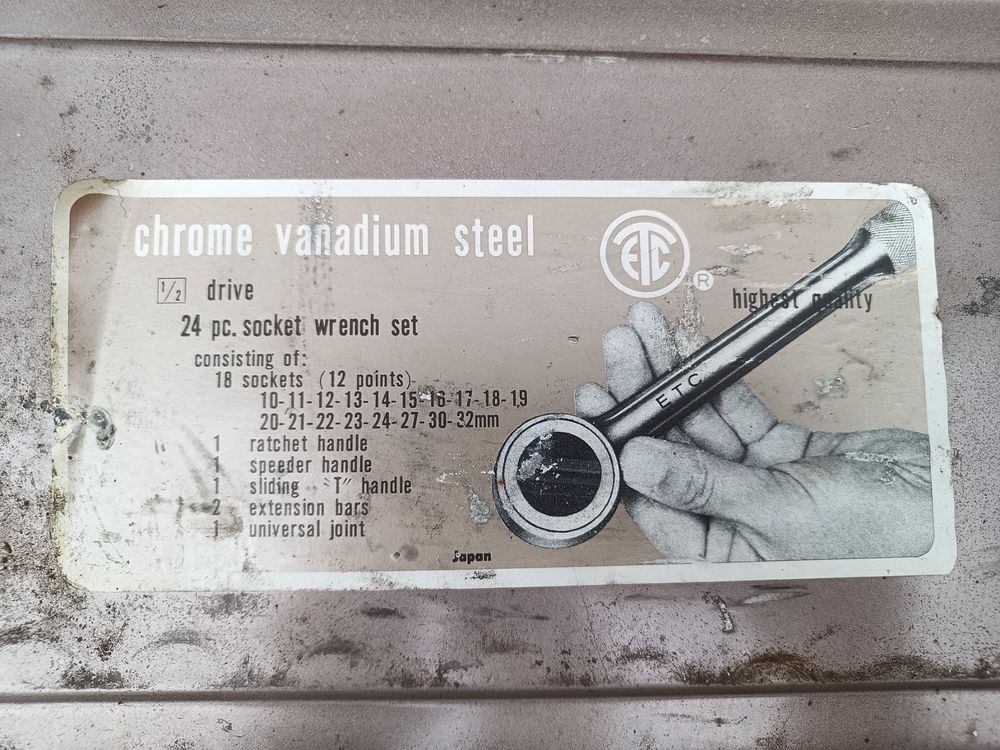 chrome vanadium steel
ETC
®
1/2 drive
highest quality
24 pc. socket wrench set
consisting of:
18 sockets (12 points)
10-11-12-13-14-15-16-17-18-19
20-21-22-23-24-27-30-32mm
1 ratchet handle
1 speeder handle
1 sliding "T" handle
2 extension bars
1 universal joint
ETC
Japan